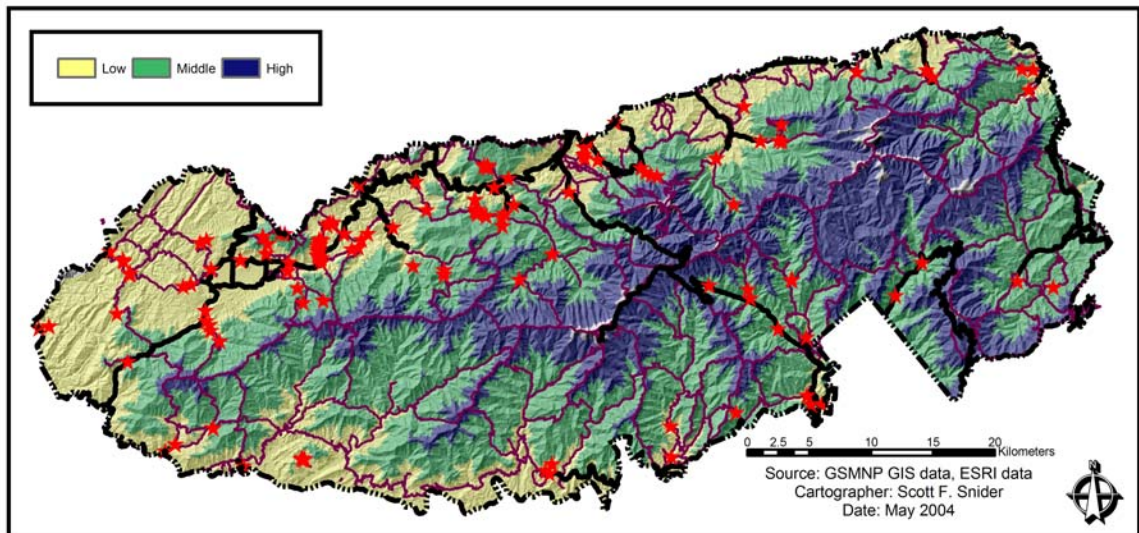 Low Middle High
0 2.5 5 10 15 20
Kilometers
Source: GSMNP GIS data, ESRI data
Cartographer: Scott F. Snider
Date: May 2004
N